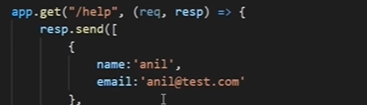 app.get("/help", (req, resp) => {
resp.send([
{
name:'anil',
email:'anil@test.com'
},